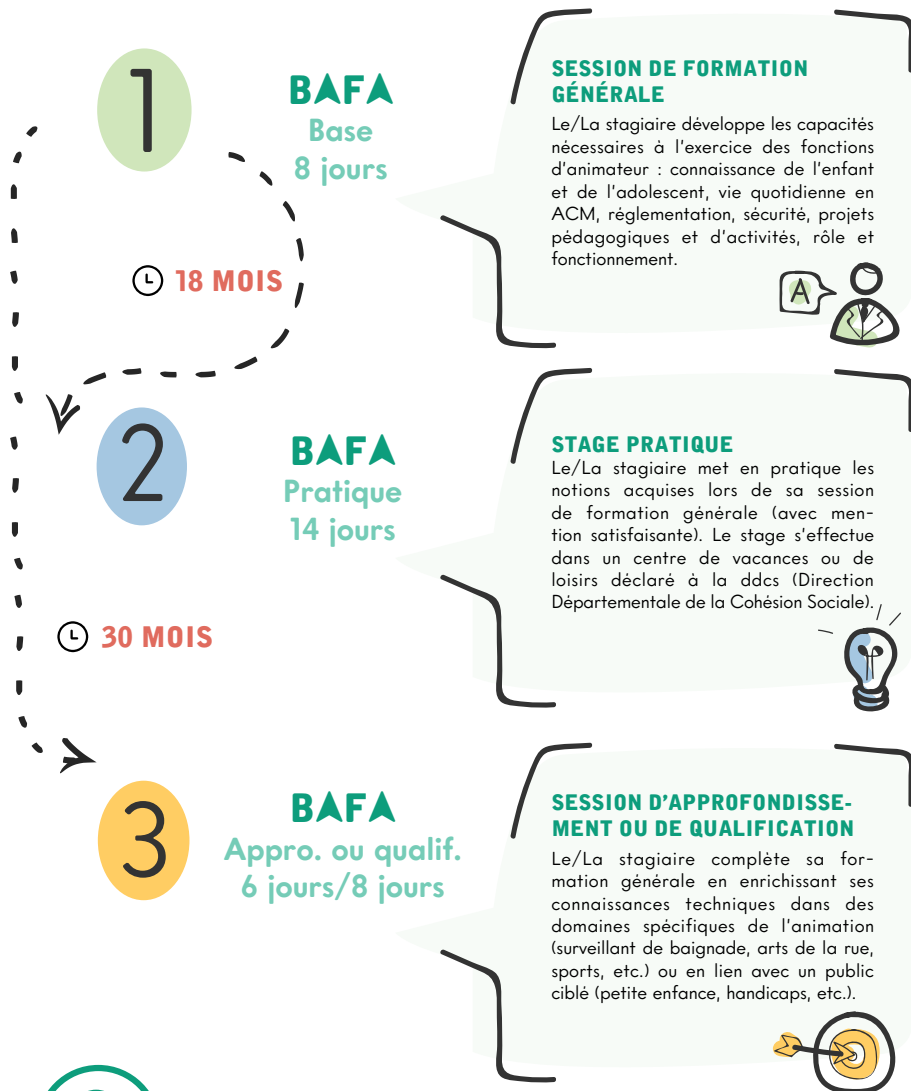 1
BAFA
Base
8 jours
SESSION DE FORMATION
GÉNÉRALE
Le/La stagiaire développe les capacités
nécessaires à l'exercice des fonctions
d'animateur : connaissance de l'enfant
et de l'adolescent, vie quotidienne en
ACM, réglementation, sécurité, projets
pédagogiques et d'activités, rôle et
fonctionnement.
A
18 MOIS
2
BAFA
Pratique
14 jours
STAGE PRATIQUE
Le/La stagiaire met en pratique les
notions acquises lors de sa session
de formation générale (avec men-
tion satisfaisante). Le stage s'effectue
dans un centre de vacances ou de
loisirs déclaré à la ddcs (Direction
Départementale de la Cohésion Sociale).
30 MOIS
3
BAFA
Appro. ou qualif.
6 jours/8 jours
SESSION D'APPROFONDISSE-
MENT OU DE QUALIFICATION
Le/La stagiaire complète sa for-
mation générale en enrichissant ses
connaissances techniques dans des
domaines spécifiques de l'animation
(surveillant de baignade, arts de la rue,
sports, etc.) ou en lien avec un public
ciblé (petite enfance, handicaps, etc.).